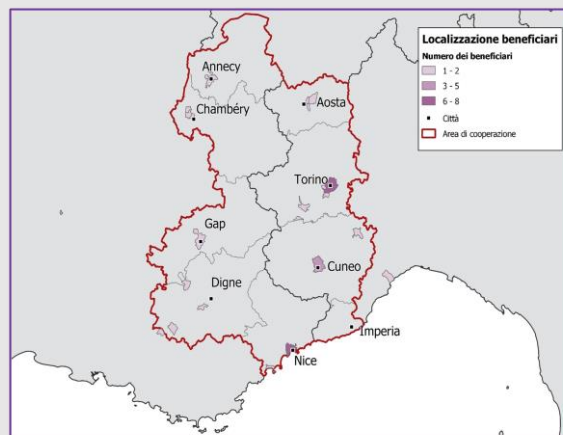 Localizzazione beneficiari
Numero dei beneficiari
1 - 2
3 - 5
6 - 8
Città
Area di cooperazione
Annecy
Chambéry
Aosta
Torino
Gap
Cuneo
Digne
Imperia
Nice